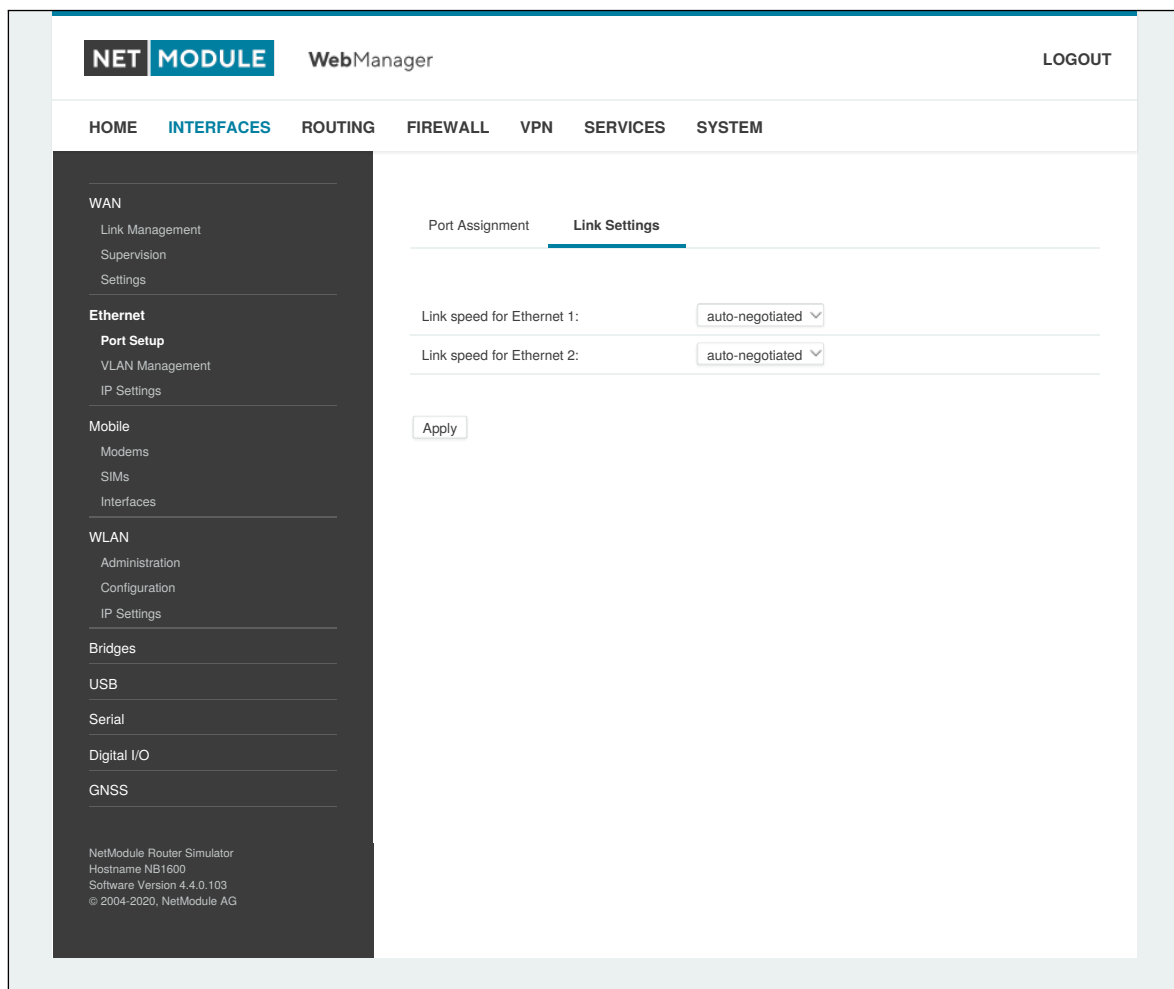 NET MODULE WebManager LOGOUT
HOME INTERFACES ROUTING FIREWALL VPN SERVICES SYSTEM
WAN
Link Management
Supervision
Settings
Ethernet
Port Setup
VLAN Management
IP Settings
Mobile
Modems
SIMs
Interfaces
WLAN
Administration
Configuration
IP Settings
Bridges
USB
Serial
Digital I/O
GNSS
NetModule Router Simulator
Hostname NB1600
Software Version 4.4.0.103
© 2004-2020, NetModule AG
Port Assignment Link Settings
Link speed for Ethernet 1: auto-negotiated
Link speed for Ethernet 2: auto-negotiated
Apply